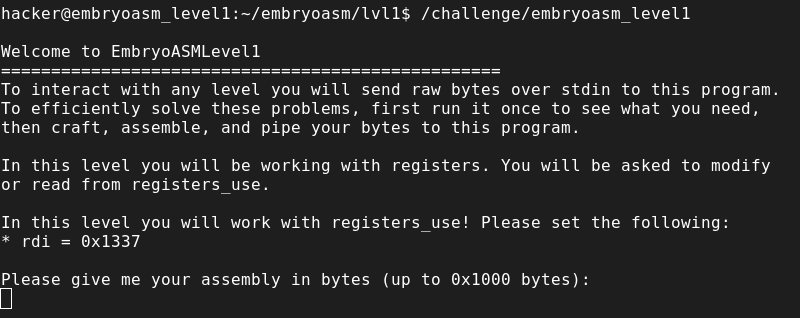 hacker@embryoasm_level1:~/embryoasm/lvl1$ /challenge/embryoasm_level1
Welcome to EmbryoASMLevel1
==================================================
To interact with any level you will send raw bytes over stdin to this program.
To efficiently solve these problems, first run it once to see what you need,
then craft, assemble, and pipe your bytes to this program.
In this level you will be working with registers. You will be asked to modify
or read from registers_use.
In this level you will work with registers_use! Please set the following:
* rdi = 0x1337
Please give me your assembly in bytes (up to 0x1000 bytes):